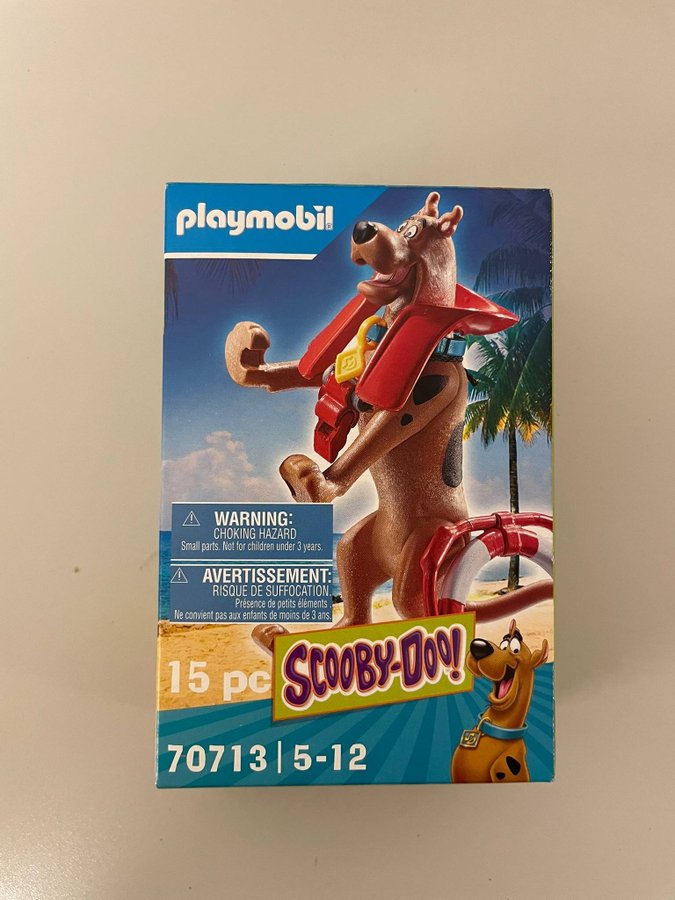 playmobil
WARNING:
CHOKING HAZARD
Small parts. Not for children under 3 years.
AVERTISSEMENT:
RISQUE DE SUFFOCATION
Présence de petits éléments
Ne convient pas aux enfants de moins de 3 ans.
15 pc
SCOOBY-DOO!
70713 | 5-12